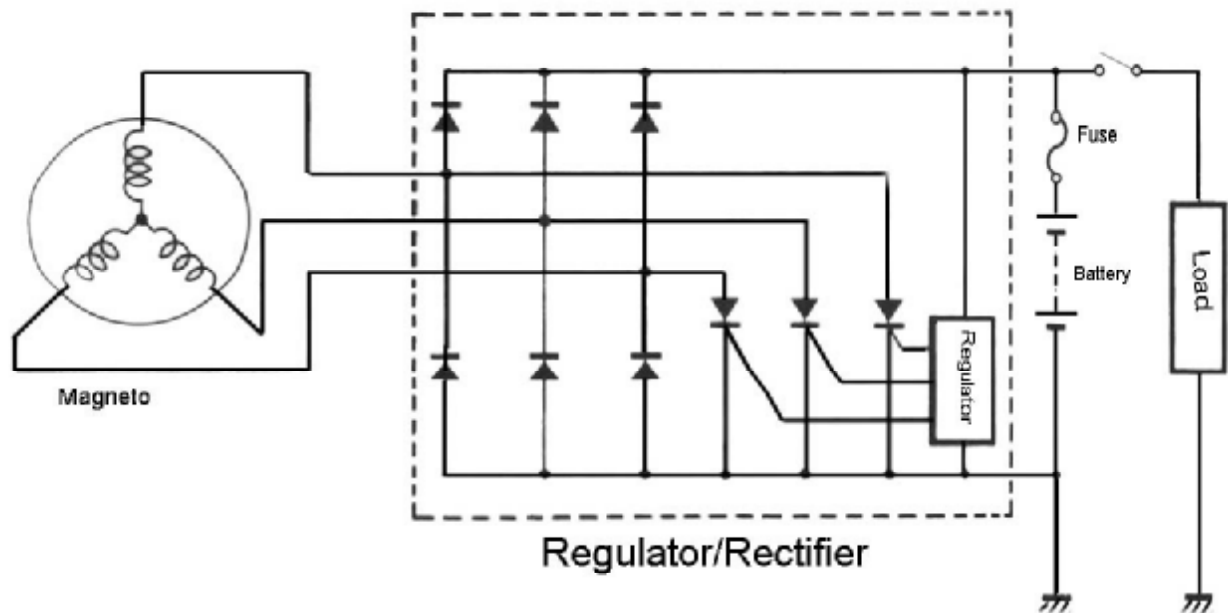 Fuse
Battery
Load
Regulator
Magneto
Regulator/Rectifier